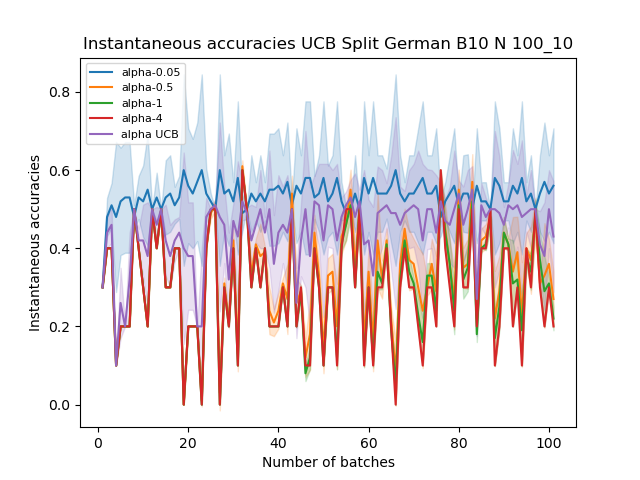 Instantaneous accuracies UCB Split German B10 N 100_10
alpha-0.05
alpha-0.5
alpha-1
alpha-4
alpha UCB
Instantaneous accuracies
0.8
0.6
0.4
0.2
0.0
0 20 40 60 80 100
Number of batches